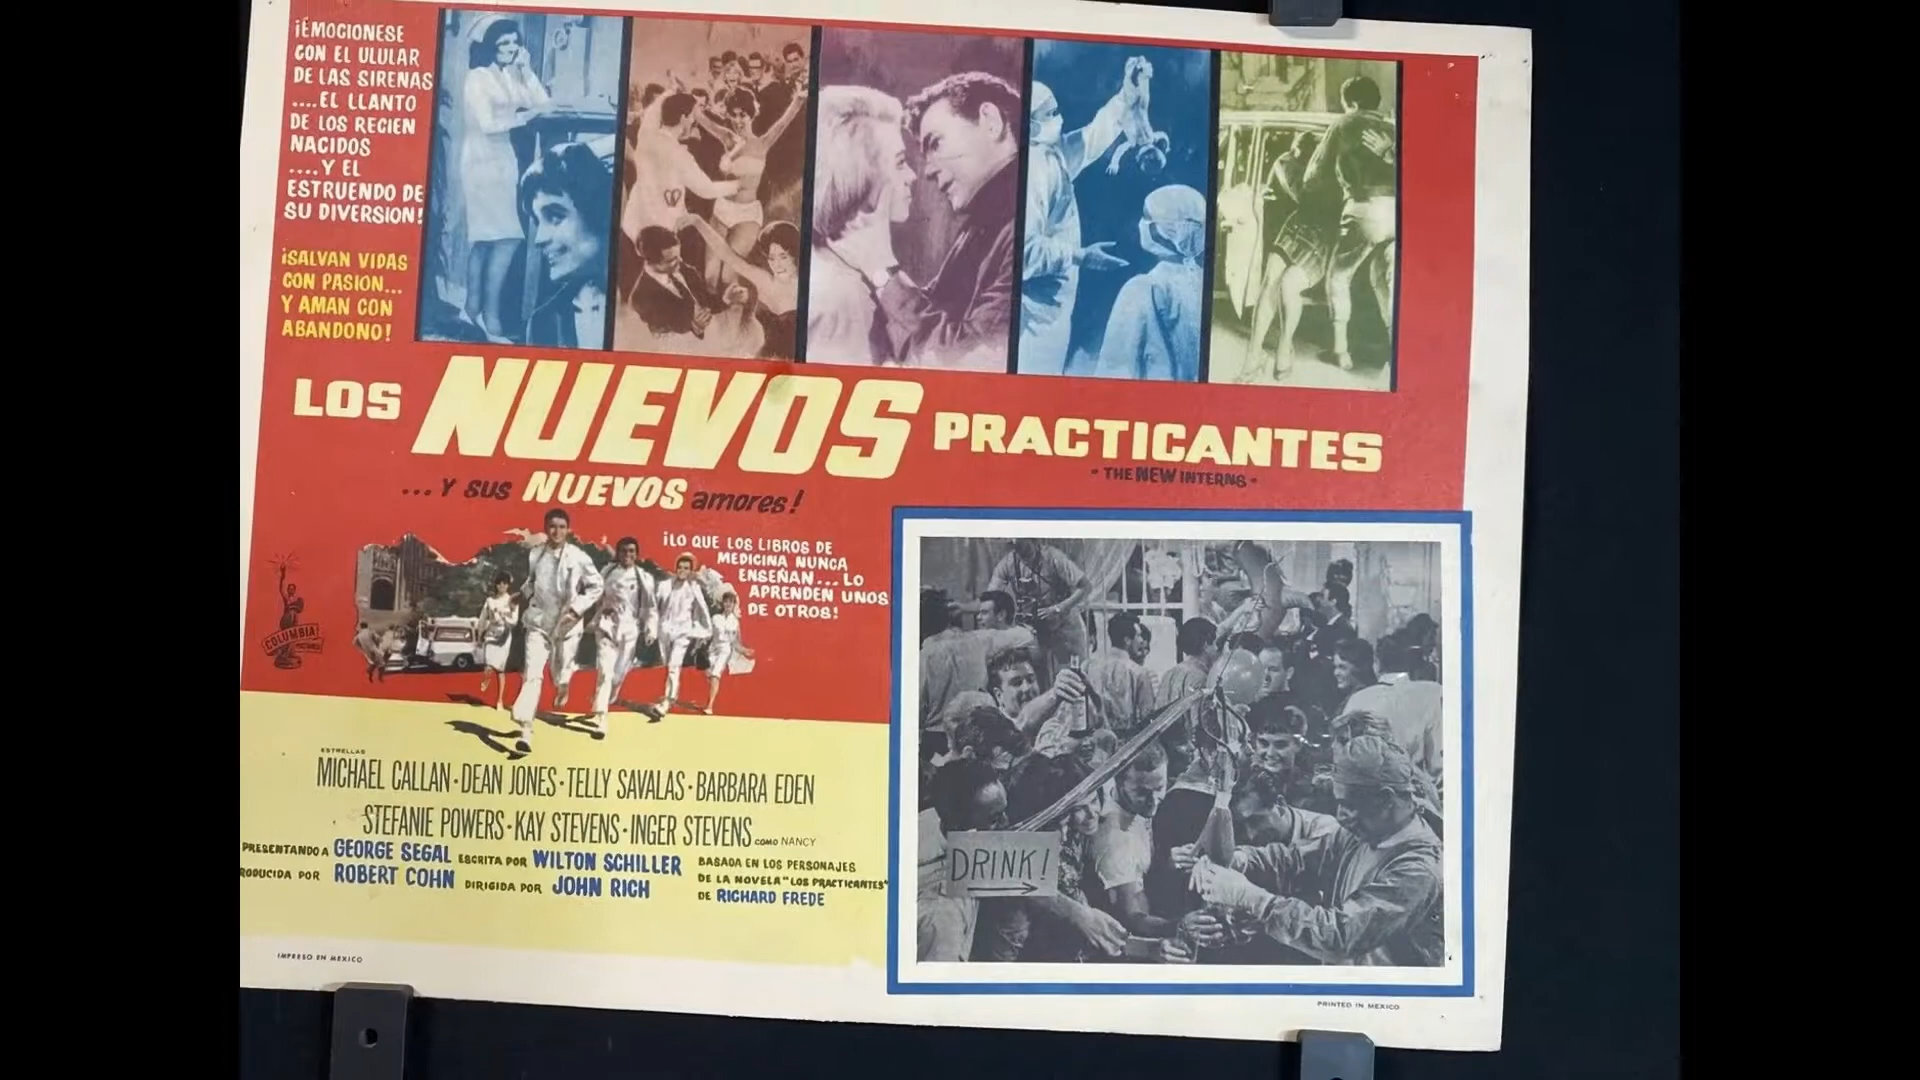 ¡EMOCIONESE
CON EL ULULAR
DE LAS SIRENAS
....EL LLANTO
DE LOS RECIEN
NACIDOS
....Y EL
ESTRUENDO DE
SU DIVERSION!
¡SALVAN VIDAS
CON PASION...
Y AMAN CON
ABANDONO!
LOS NUEVOS PRACTICANTES
"THE NEW INTERNS"
...Y SUS NUEVOS amores!
¡LO QUE LOS LIBROS DE
MEDICINA NUNCA
ENSEÑAN...LO
APRENDEN UNOS
DE OTROS!
COLUMBIA
PICTURES
ESTRELLAS
MICHAEL CALLAN·DEAN JONES·TELLY SAVALAS·BARBARA EDEN
STEFANIE POWERS·KAY STEVENS·INGER STEVENS COMO NANCY
PRESENTANDO A GEORGE SEGAL ESCRITA POR WILTON SCHILLER
RODUCIDA POR ROBERT COHN DIRIGIDA POR JOHN RICH
BASADA EN LOS PERSONAJES
DE LA NOVELA "LOS PRACTICANTES"
DE RICHARD FREDE
DRINK!
IMPRESO EN MEXICO
PRINTED IN MEXICO